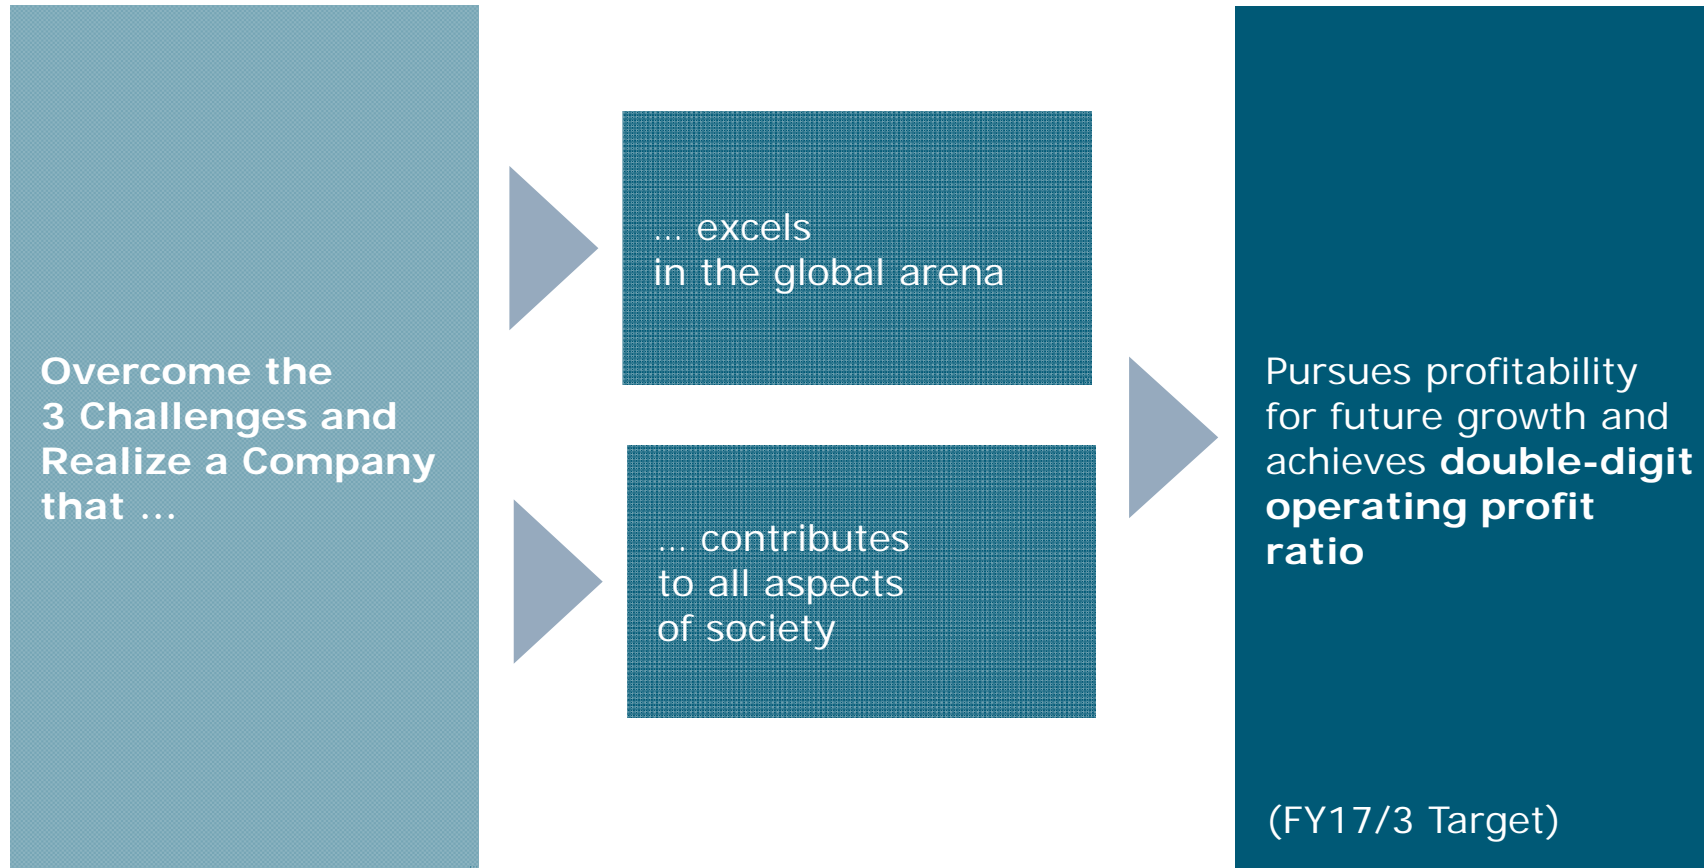 Overcome the
3 Challenges and
Realize a Company
that ...
... excels
in the global arena
... contributes
to all aspects
of society
Pursues profitability
for future growth and
achieves double-digit
operating profit
ratio
(FY17/3 Target)